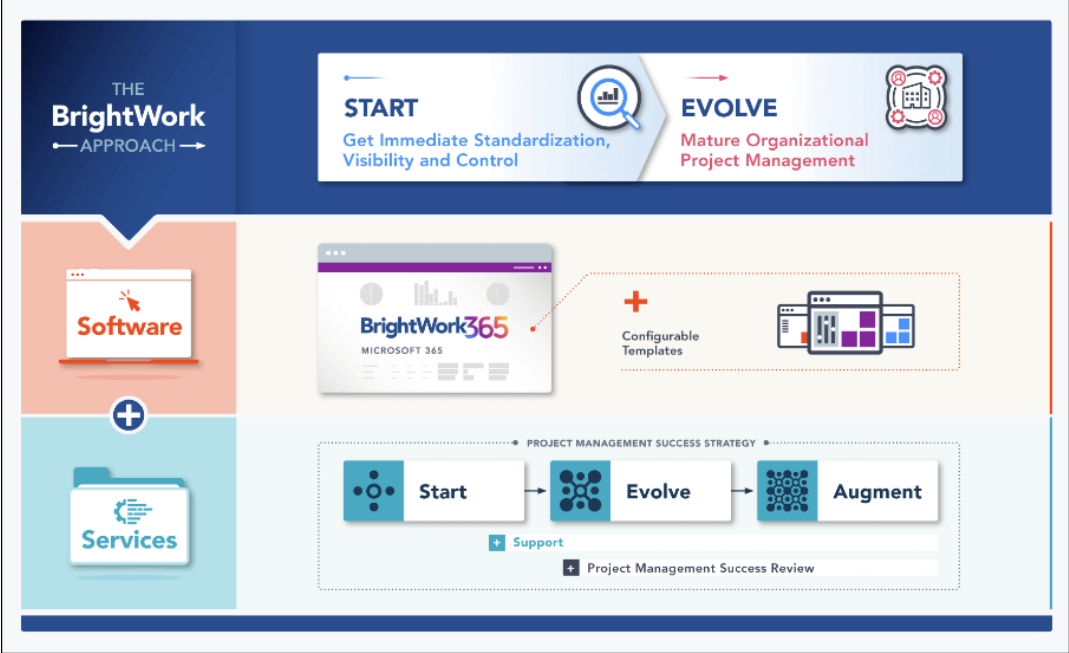 THE
BrightWork
APPROACH
START
Get Immediate Standardization,
Visibility and Control
EVOLVE
Mature Organizational
Project Management
Software
BrightWork365
MICROSOFT 365
Configurable
Templates
Services
PROJECT MANAGEMENT SUCCESS STRATEGY
Start
Evolve
Augment
Support
Project Management Success Review